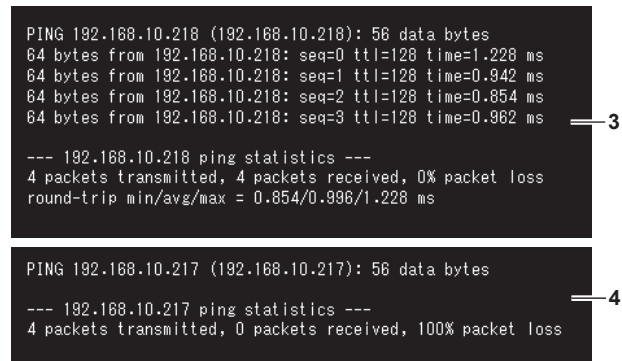 PING 192.168.10.218 (192.168.10.218): 56 data bytes
64 bytes from 192.168.10.218: seq=0 ttl=128 time=1.228 ms
64 bytes from 192.168.10.218: seq=1 ttl=128 time=0.942 ms
64 bytes from 192.168.10.218: seq=2 ttl=128 time=0.854 ms
64 bytes from 192.168.10.218: seq=3 ttl=128 time=0.962 ms
3
--- 192.168.10.218 ping statistics ---
4 packets transmitted, 4 packets received, 0% packet loss
round-trip min/avg/max = 0.854/0.996/1.228 ms
PING 192.168.10.217 (192.168.10.217): 56 data bytes
4
--- 192.168.10.217 ping statistics ---
4 packets transmitted, 0 packets received, 100% packet loss